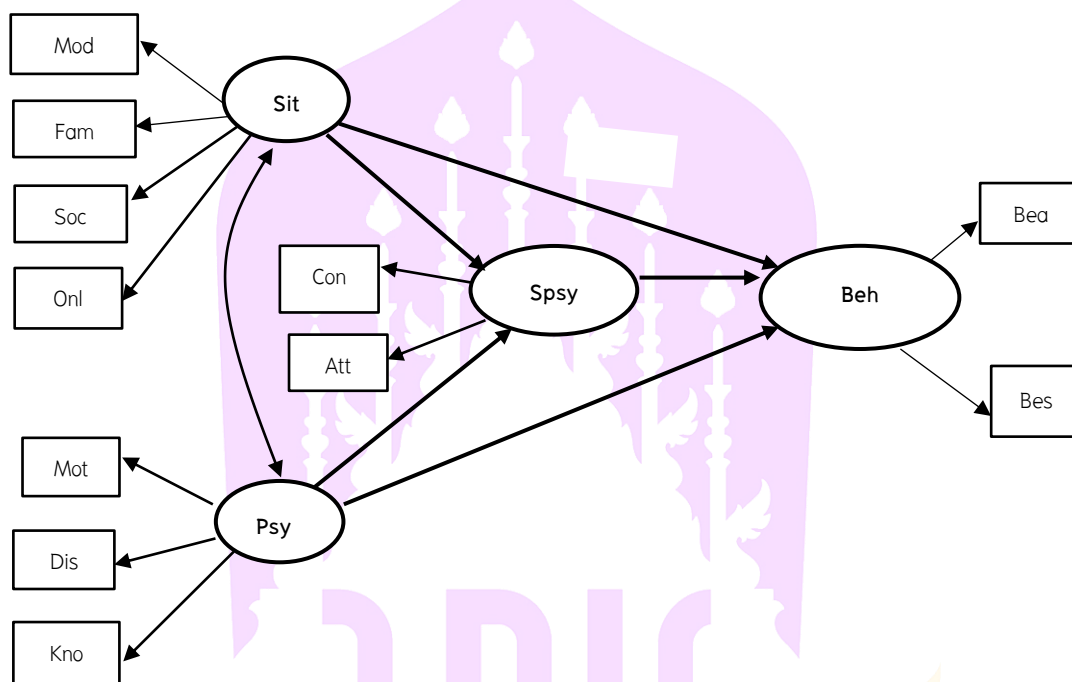 Mod
Sit
Fam
Soc
Onl
Con
Att
Spsy
Beh
Bea
Bes
Mot
Psy
Dis
Kno